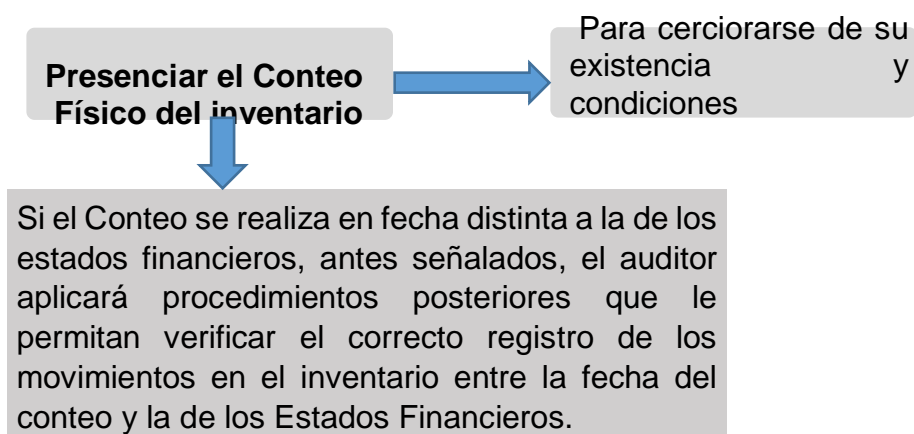 Presenciar el Conteo
Físico del inventario
Para cerciorarse de su
existencia y
condiciones
Si el Conteo se realiza en fecha distinta a la de los
estados financieros, antes señalados, el auditor
aplicará procedimientos posteriores que le
permitan verificar el correcto registro de los
movimientos en el inventario entre la fecha del
conteo y la de los Estados Financieros.